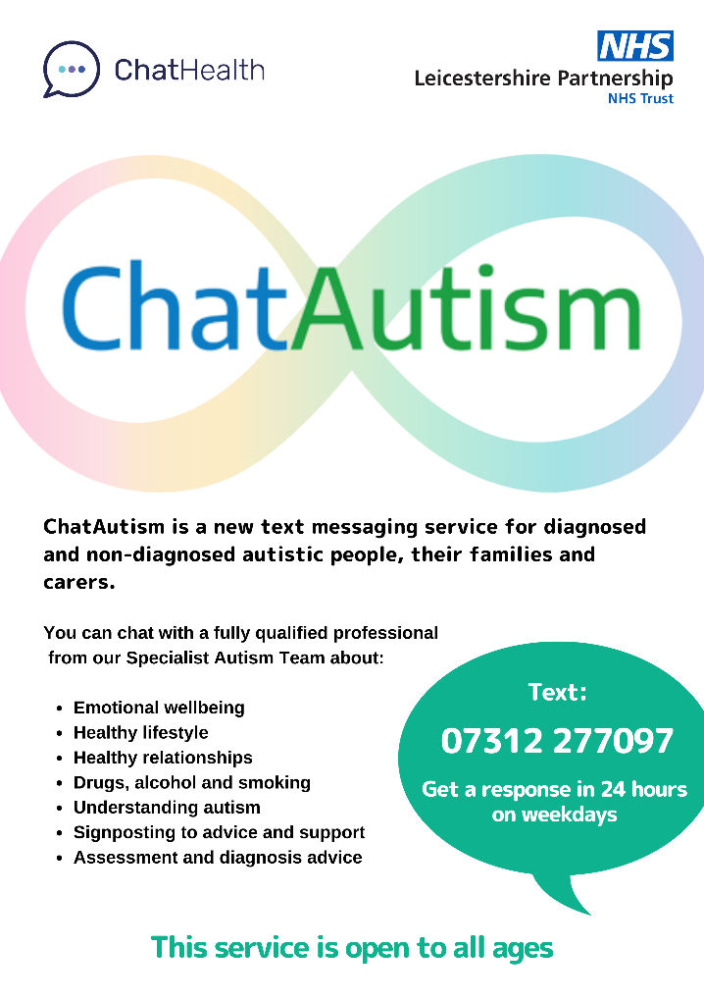 ChatHealth
NHS
Leicestershire Partnership
NHS Trust
ChatAutism
ChatAutism is a new text messaging service for diagnosed
and non-diagnosed autistic people, their families and
carers.
You can chat with a fully qualified professional
from our Specialist Autism Team about:
• Emotional wellbeing
• Healthy lifestyle
• Healthy relationships
• Drugs, alcohol and smoking
• Understanding autism
• Signposting to advice and support
• Assessment and diagnosis advice
Text:
07312 277097
Get a response in 24 hours
on weekdays
This service is open to all ages